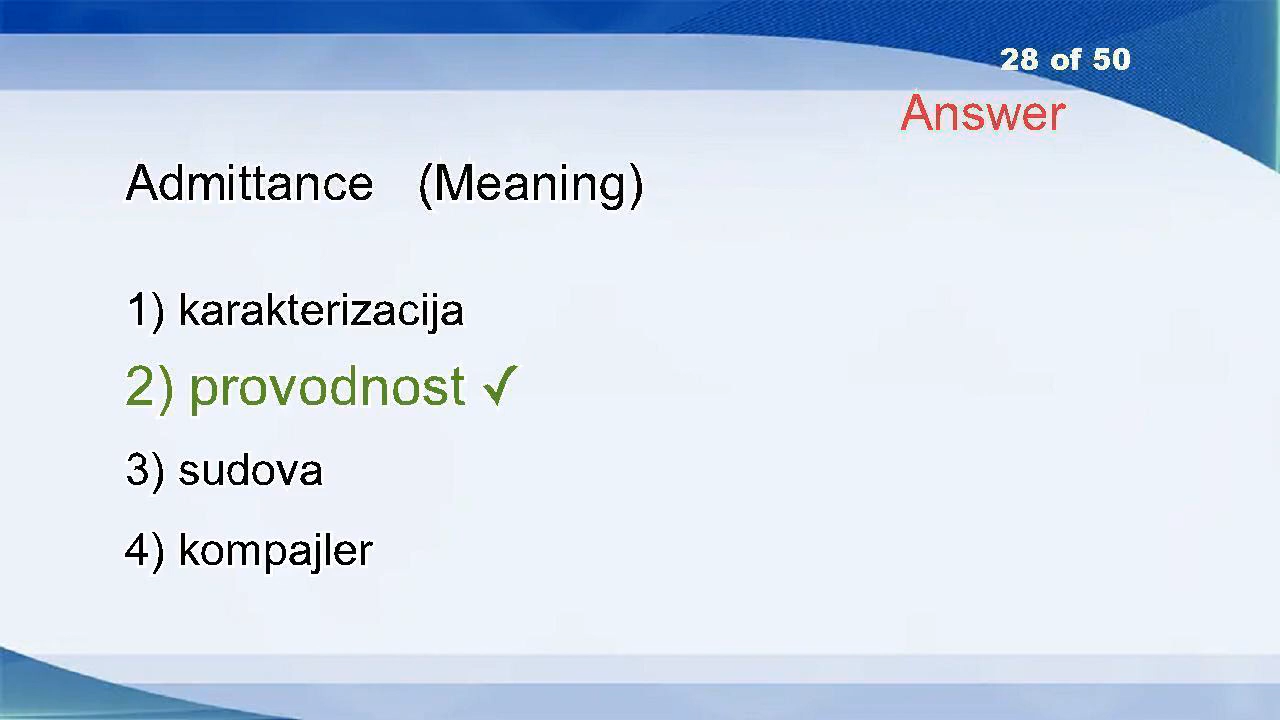 28 of 50
Answer
Admittance (Meaning)
1) karakterizacija
2) provodnost ✓
3) sudova
4) kompajler